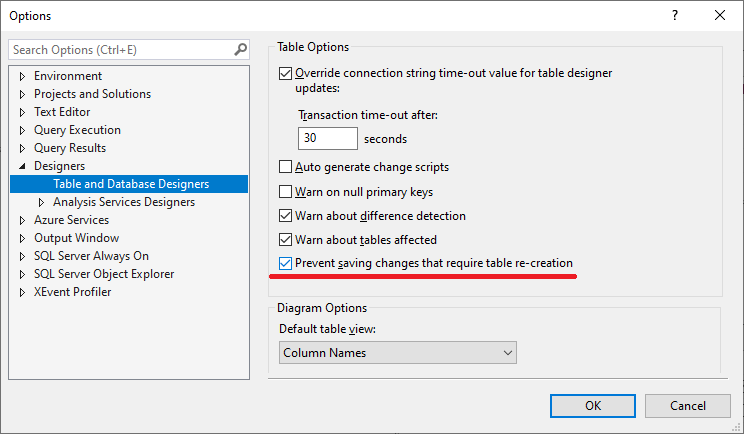 Options
?
Search Options (Ctrl+E)
Environment
Projects and Solutions
Text Editor
Query Execution
Query Results
Designers
Table and Database Designers
Analysis Services Designers
Azure Services
Output Window
SQL Server Always On
SQL Server Object Explorer
XEvent Profiler
Table Options
Override connection string time-out value for table designer
updates:
Transaction time-out after:
30 seconds
Auto generate change scripts
Warn on null primary keys
Warn about difference detection
Warn about tables affected
Prevent saving changes that require table re-creation
Diagram Options
Default table view:
Column Names
OK Cancel